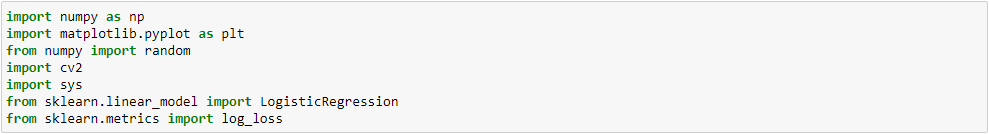 import numpy as np
import matplotlib.pyplot as plt
from numpy import random
import cv2
import sys
from sklearn.linear_model import LogisticRegression
from sklearn.metrics import log_loss